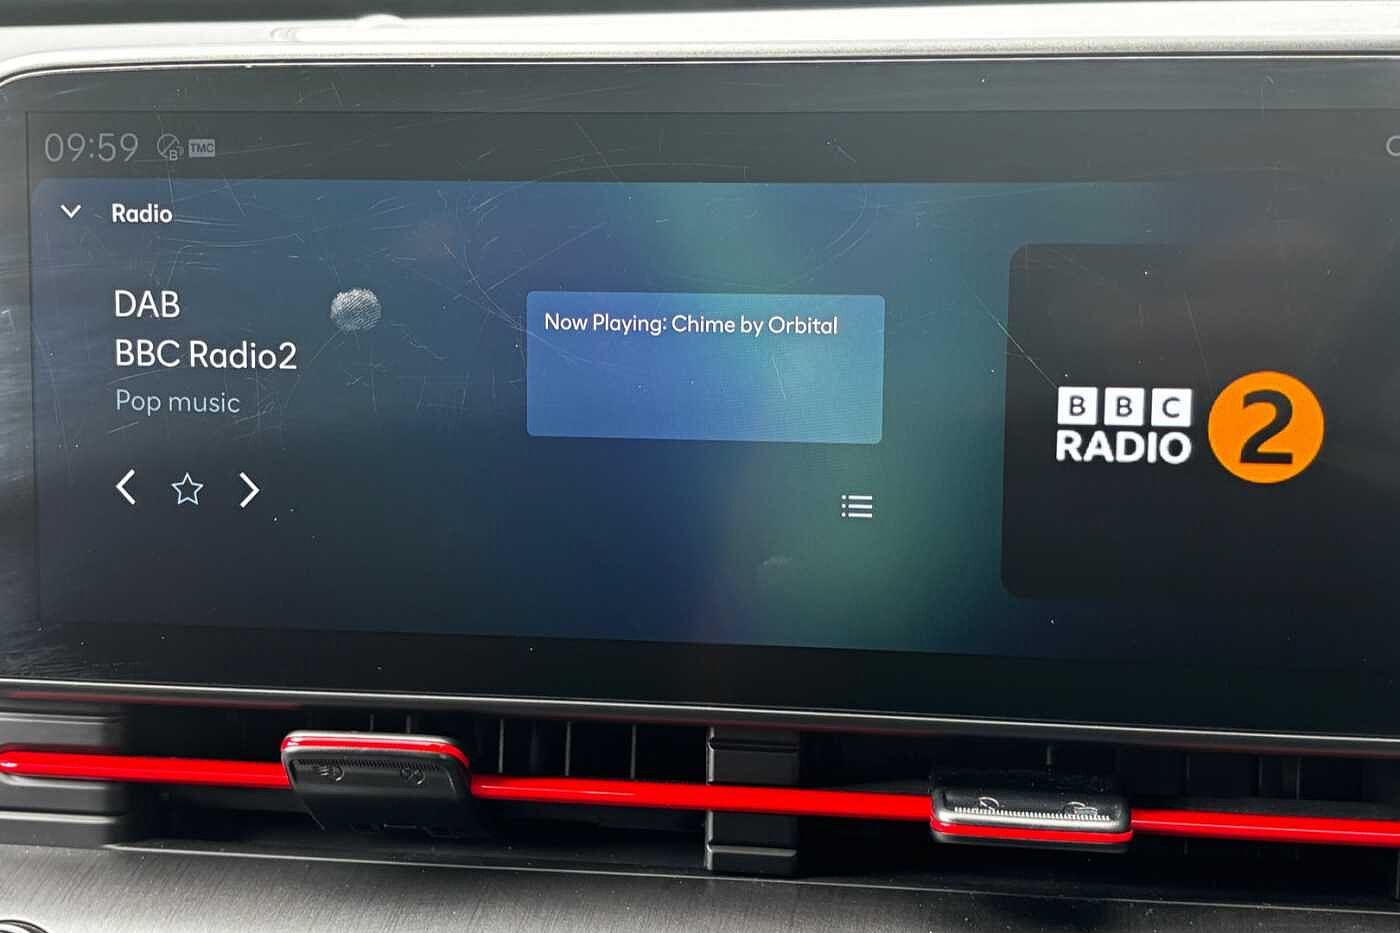 09:59 B TMC
Radio
DAB
BBC Radio2
Pop music
Now Playing: Chime by Orbital
BBC
RADIO 2